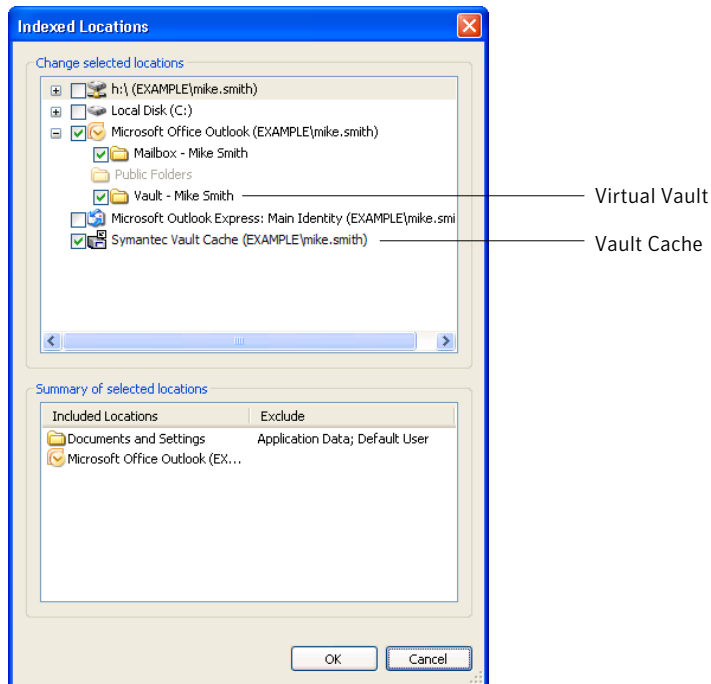 Indexed Locations
Change selected locations
h:\ (EXAMPLE\mike.smith)
Local Disk (C:)
Microsoft Office Outlook (EXAMPLE\mike.smith)
Mailbox - Mike Smith
Public Folders
Vault - Mike Smith
Virtual Vault
Microsoft Outlook Express: Main Identity (EXAMPLE\mike.smi
Symantec Vault Cache (EXAMPLE\mike.smith)
Vault Cache
Summary of selected locations
Included Locations Exclude
Documents and Settings Application Data; Default User
Microsoft Office Outlook (EX...
OK Cancel